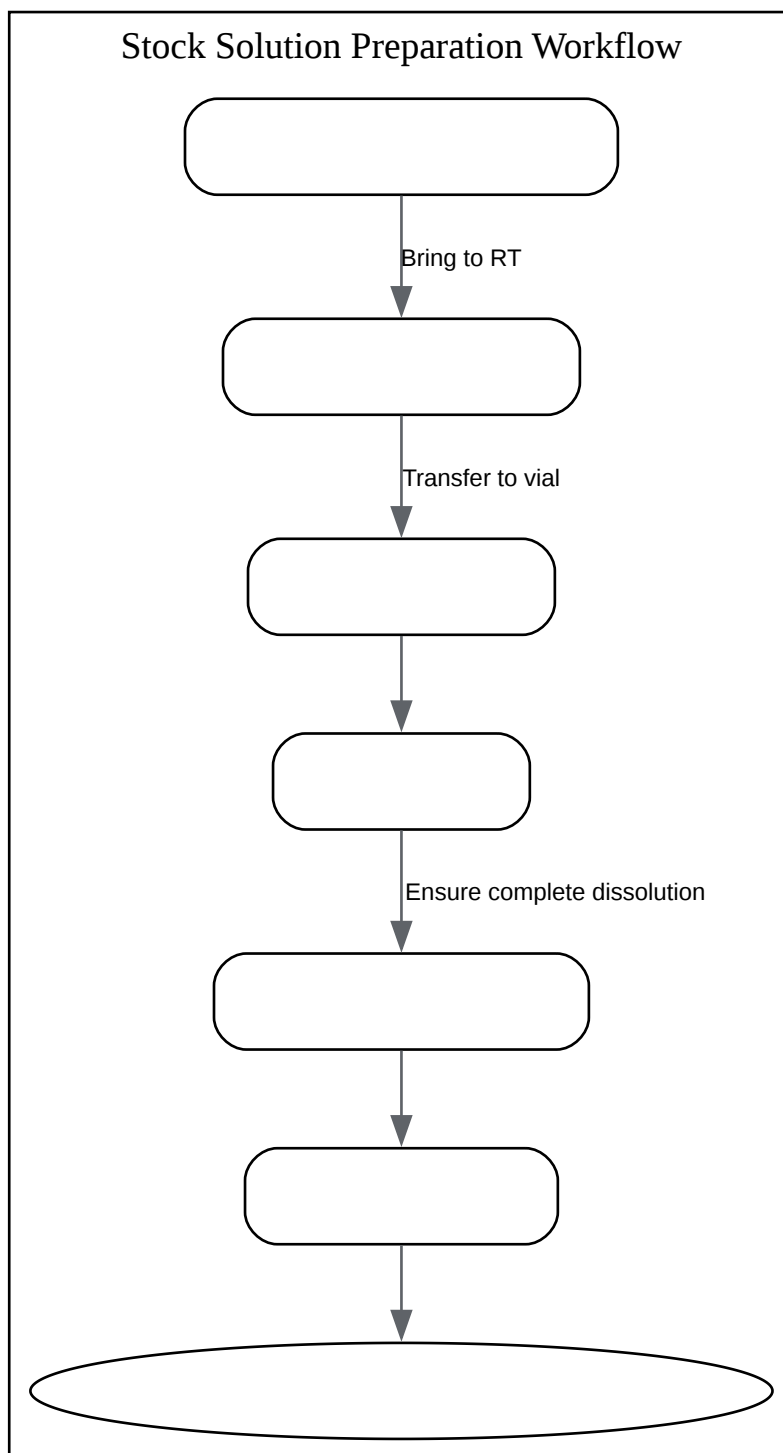 Stock Solution Preparation Workflow
Bring to RT
Transfer to vial
Ensure complete dissolution